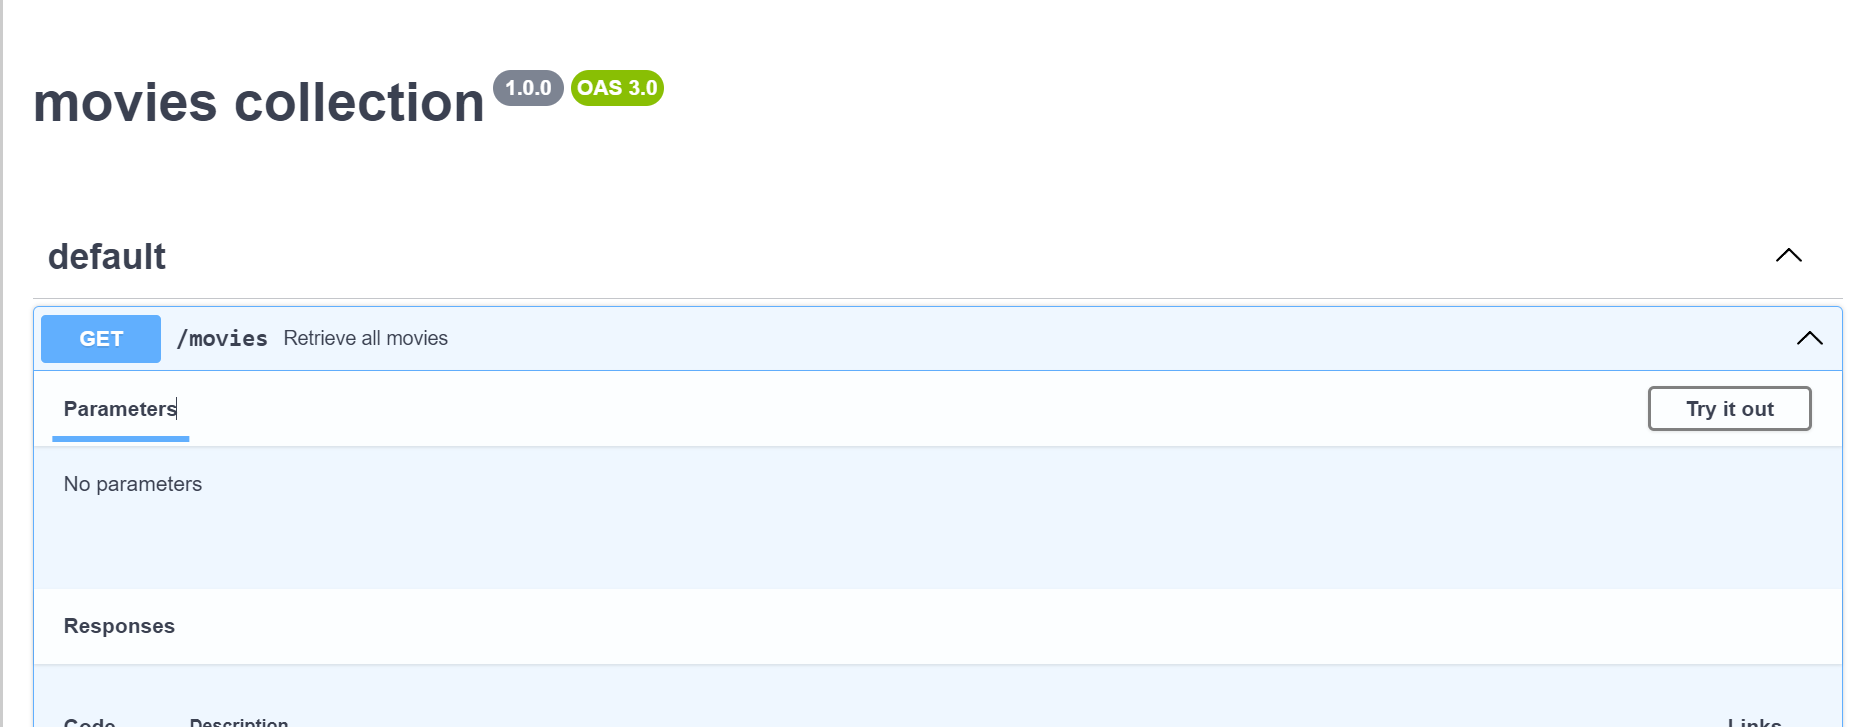 movies collection 1.0.0 OAS 3.0
default
GET /movies Retrieve all movies
Parameters Try it out
No parameters
Responses
Code Description Links